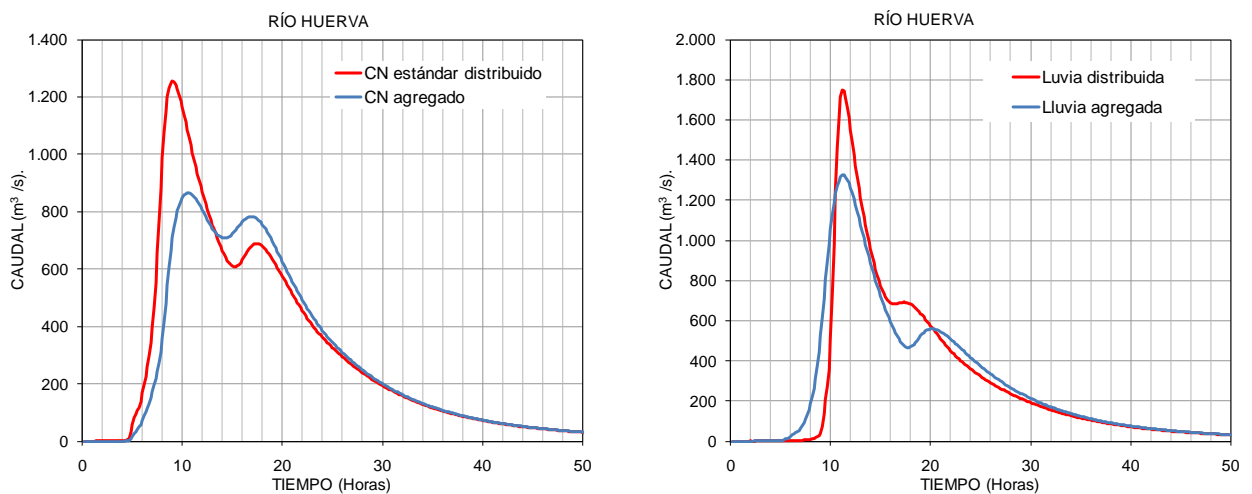 RÍO HUERVA
1.400
1.200
1.000
800
600
400
200
0
CAUDAL (m³ /s).
CN estándar distribuido
CN agregado
0 10 20 30 40 50
TIEMPO (Horas)
RÍO HUERVA
2.000
1.800
1.600
1.400
1.200
1.000
800
600
400
200
0
CAUDAL (m³ /s).
Luvia distribuida
Lluvia agregada
0 10 20 30 40 50
TIEMPO (Horas)